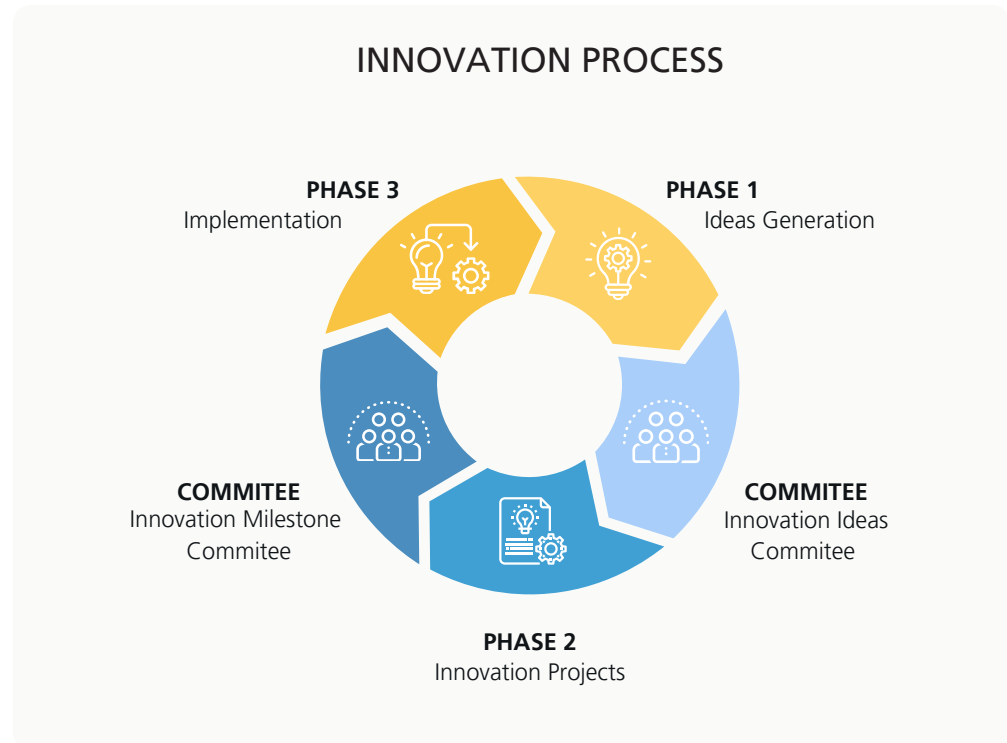 INNOVATION PROCESS
PHASE 3
Implementation
PHASE 1
Ideas Generation
COMMITEE
Innovation Milestone
Commitee
COMMITEE
Innovation Ideas
Commitee
PHASE 2
Innovation Projects